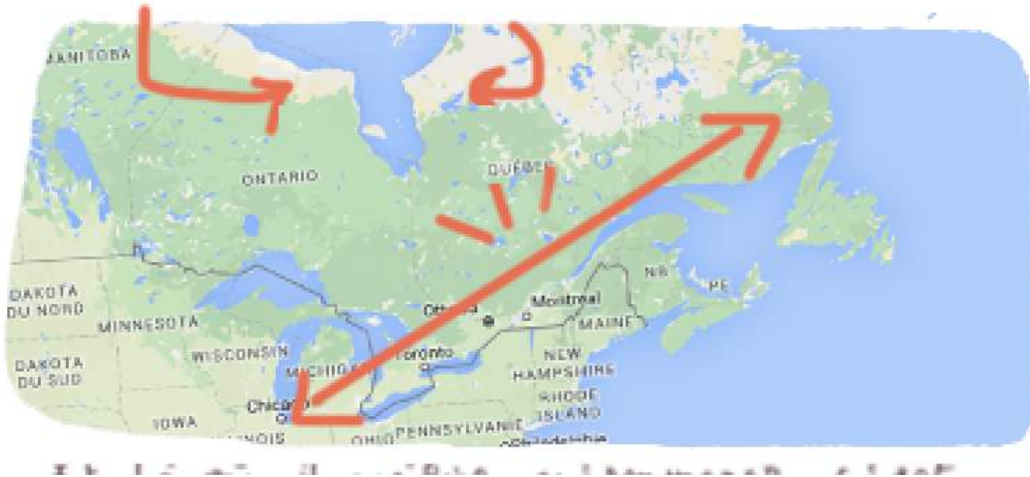 MANITOBA
ONTARIO
QUÉBEC
DAKOTA
DU NORD
MINNESOTA
NB
PE
Ottawa
Montréal
MAINE
DAKOTA
DU SUD
WISCONSIN
MICHIGAN
Toronto
NEW
HAMPSHIRE
IOWA
Chicago
RHODE
ISLAND
OHIO
PENNSYLVANIE